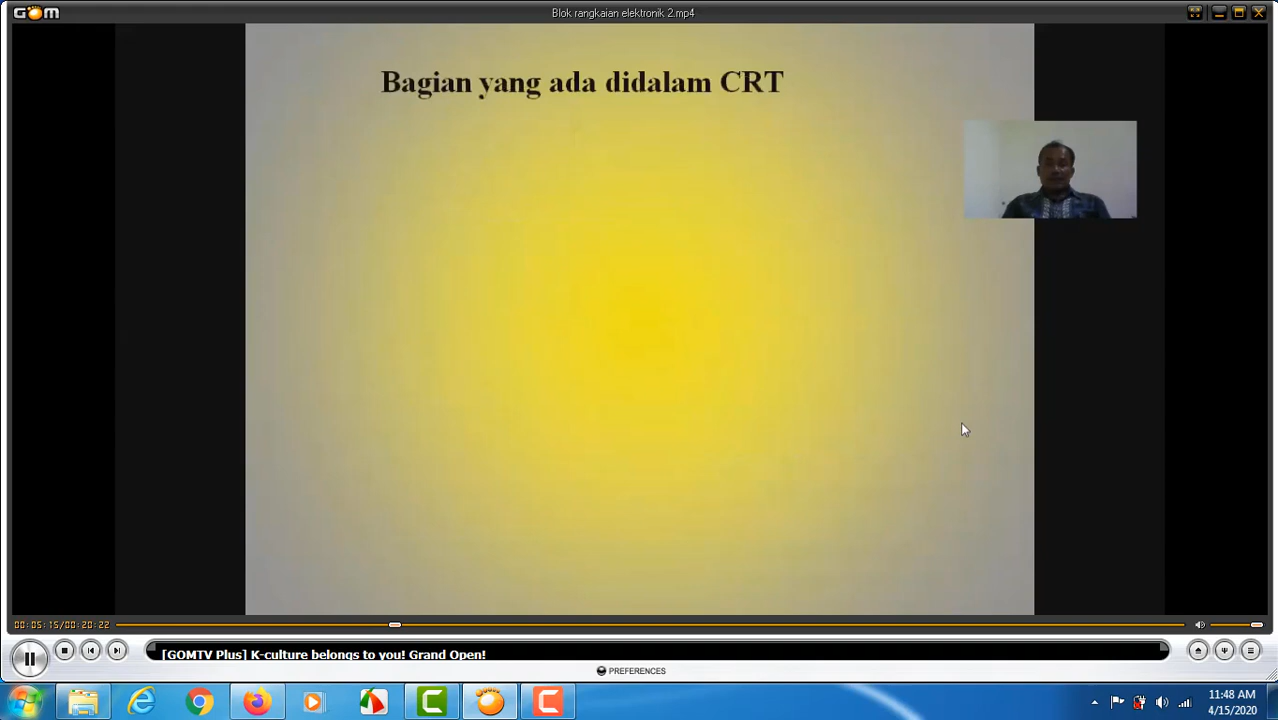 GOM
Blok rangkaian elektronik 2.mp4
Bagian yang ada didalam CRT
00:05:15/00:20:22
[GOMTV Plus] K-culture belongs to you! Grand Open!
PREFERENCES
11:48 AM
4/15/2020